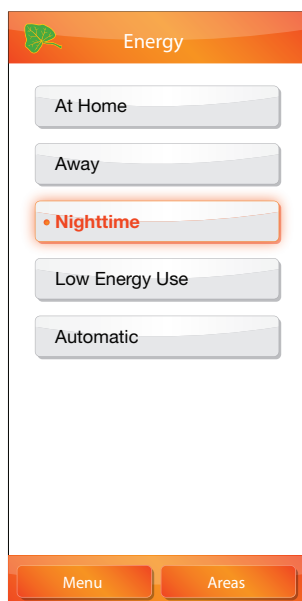 Energy
At Home
Away
• Nighttime
Low Energy Use
Automatic
Menu Areas